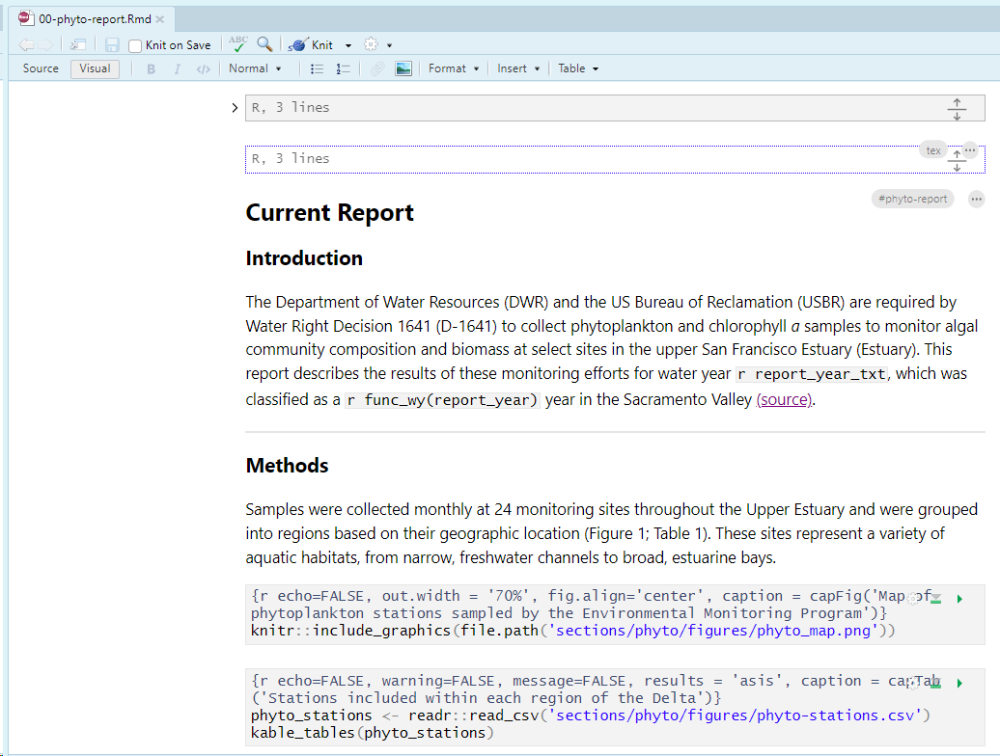 00-phyto-report.Rmd
Knit on Save ABC Knit
Source Visual B I </> Normal Format Insert Table
R, 3 lines
R, 3 lines
tex
#phyto-report
Current Report
Introduction
The Department of Water Resources (DWR) and the US Bureau of Reclamation (USBR) are required by
Water Right Decision 1641 (D-1641) to collect phytoplankton and chlorophyll a samples to monitor algal
community composition and biomass at select sites in the upper San Francisco Estuary (Estuary). This
report describes the results of these monitoring efforts for water year r report_year_txt, which was
classified as a r func_wy(report_year) year in the Sacramento Valley (source).
Methods
Samples were collected monthly at 24 monitoring sites throughout the Upper Estuary and were grouped
into regions based on their geographic location (Figure 1; Table 1). These sites represent a variety of
aquatic habitats, from narrow, freshwater channels to broad, estuarine bays.
{r echo=FALSE, out.width = '70%', fig.align='center', caption = capFig('Map of
phytoplankton stations sampled by the Environmental Monitoring Program')}
knitr::include_graphics(file.path('sections/phyto/figures/phyto_map.png'))
{r echo=FALSE, warning=FALSE, message=FALSE, results = 'asis', caption = capTab
('Stations included within each region of the Delta')}
phyto_stations <- readr::read_csv('sections/phyto/figures/phyto-stations.csv')
kable_tables(phyto_stations)